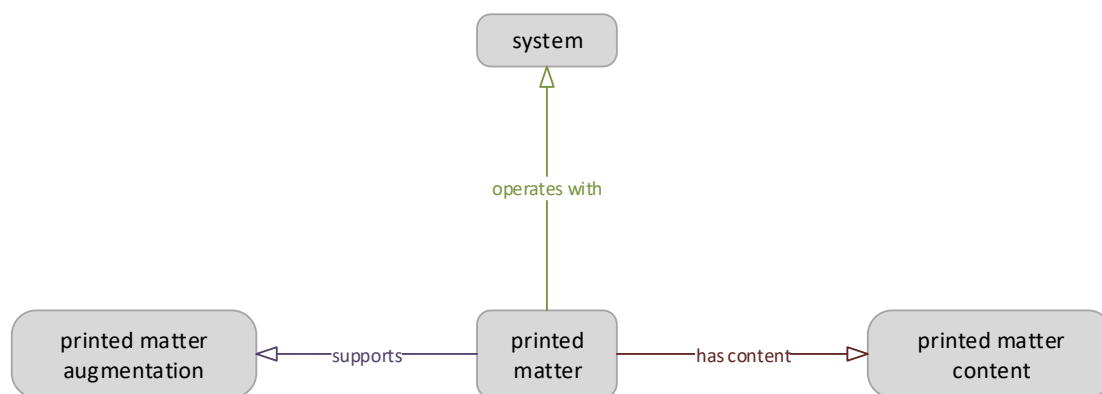 system
operates with
printed matter
augmentation
supports
printed
matter
has content
printed matter
content